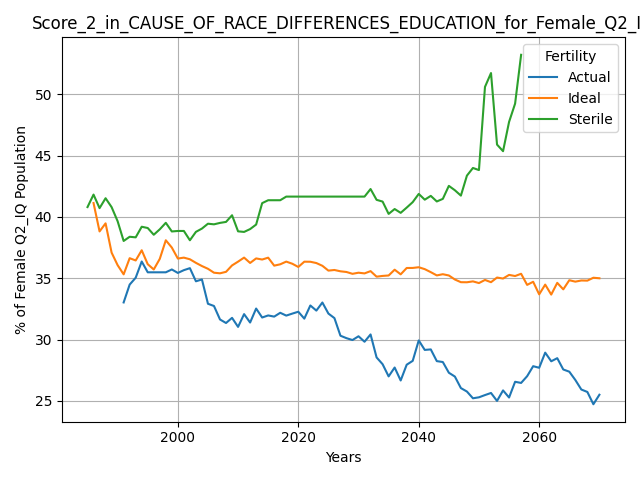 Score_2_in_CAUSE_OF_RACE_DIFFERENCES_EDUCATION_for_Female_Q2_I
Fertility
Actual
Ideal
Sterile
% of Female Q2_IQ Population
50
45
40
35
30
25
2000
2020
2040
2060
Years